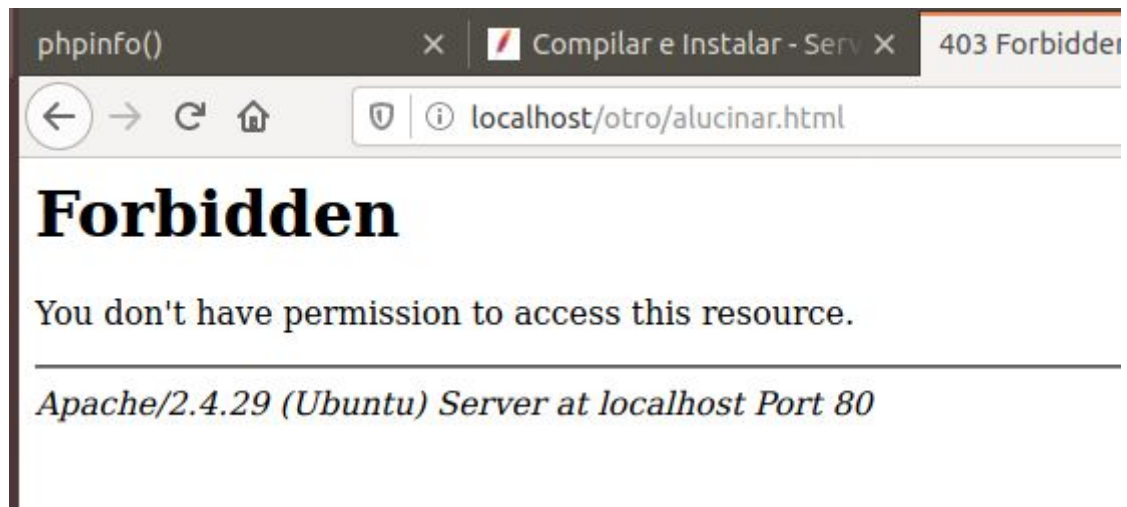 phpinfo()
Compilar e Instalar - Serv
403 Forbidden
localhost/otro/alucinar.html
Forbidden
You don't have permission to access this resource.
Apache/2.4.29 (Ubuntu) Server at localhost Port 80